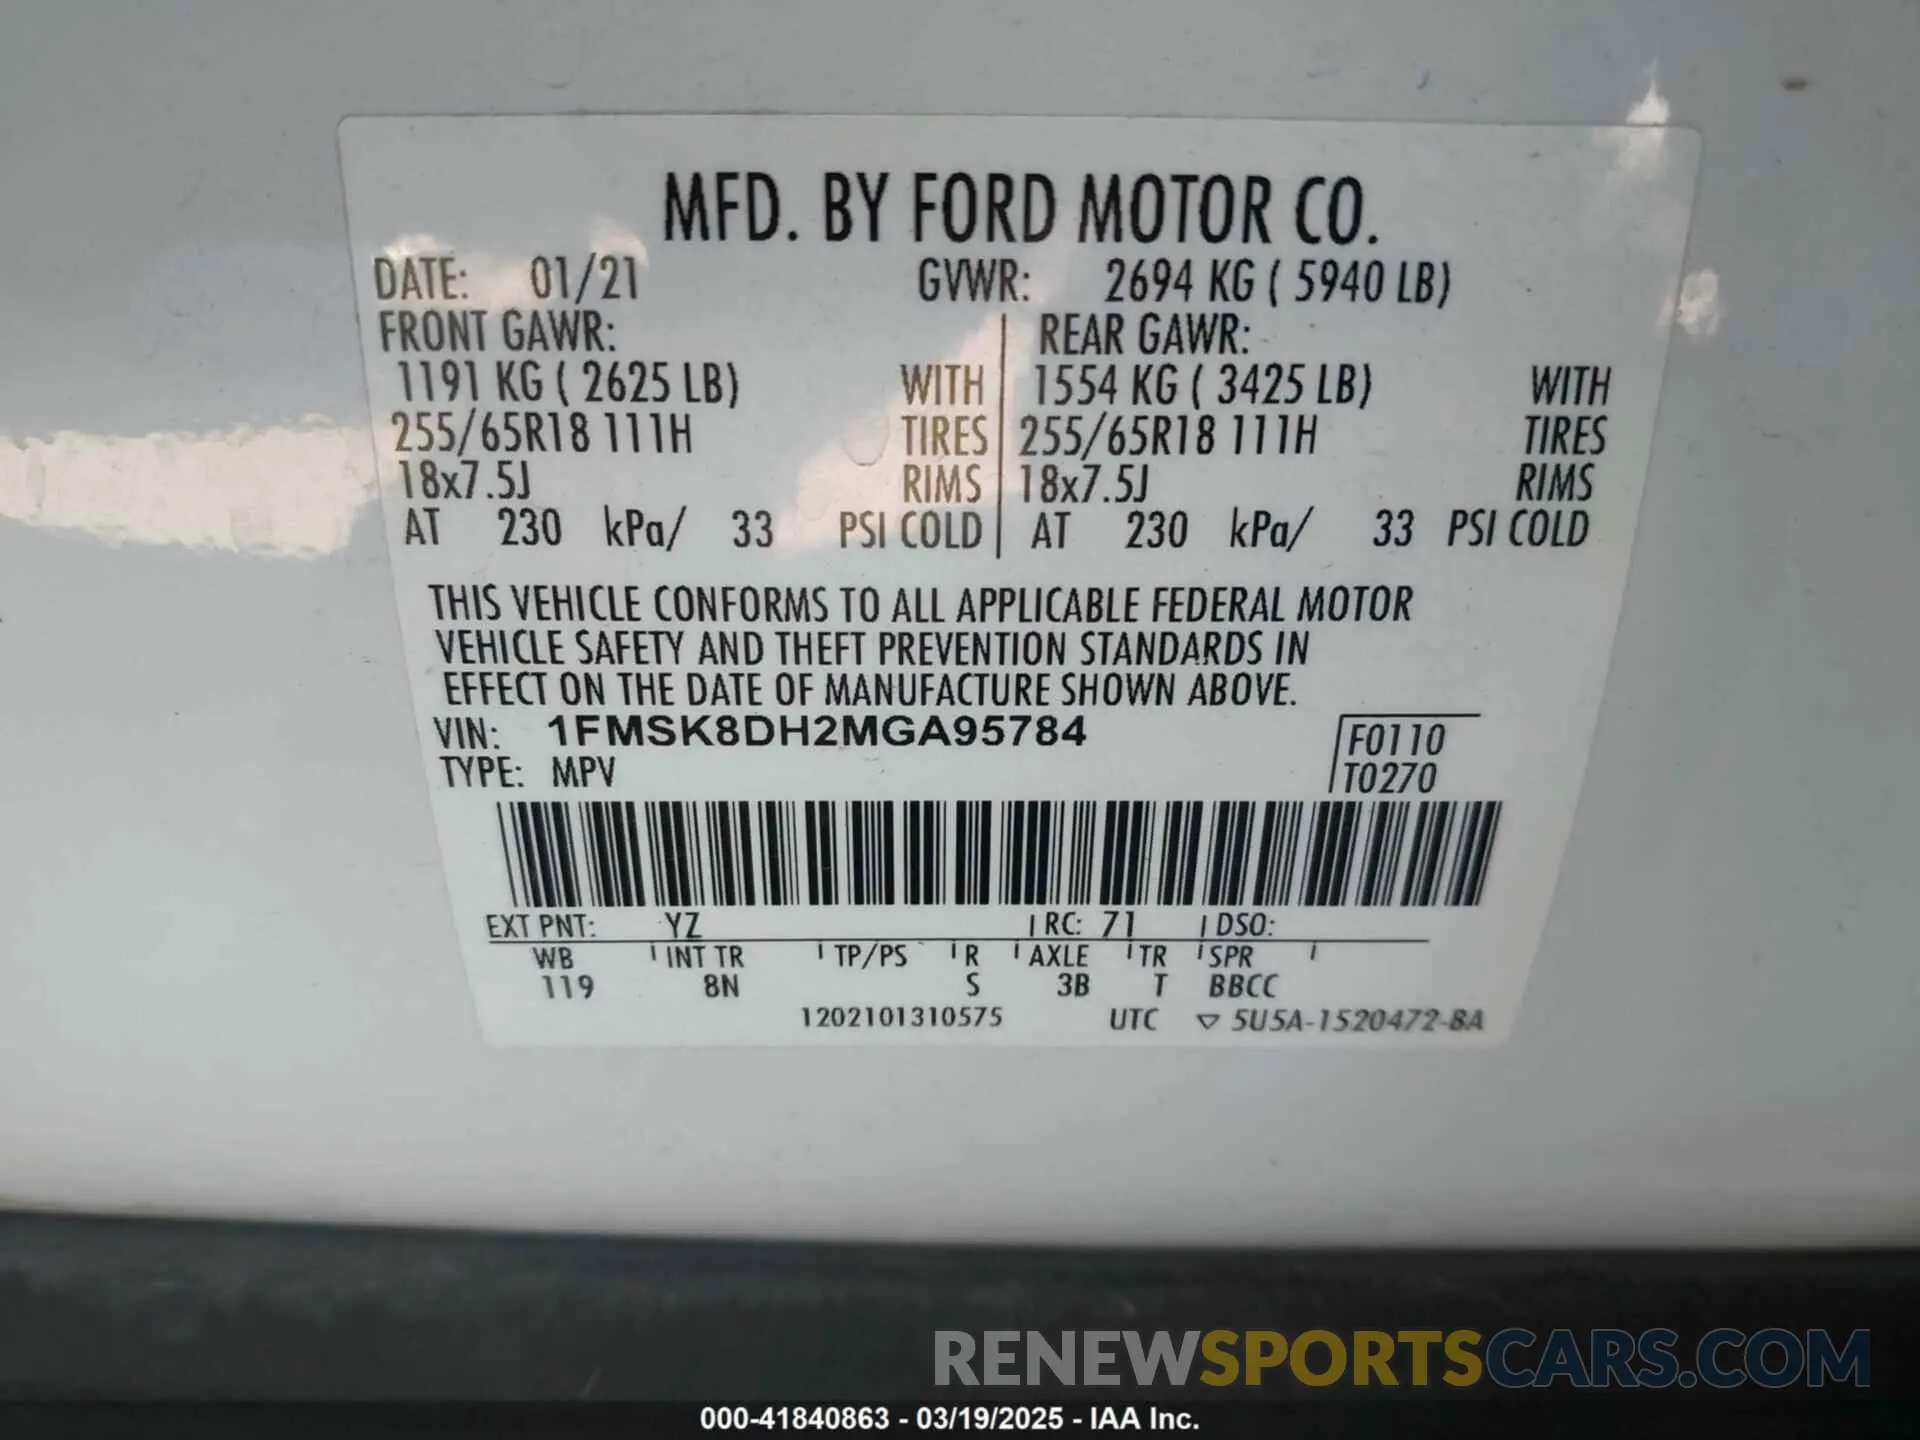 MFD. BY FORD MOTOR CO.
DATE: 01/21 GVWR: 2694 KG ( 5940 LB)
FRONT GAWR: REAR GAWR:
1191 KG ( 2625 LB) WITH 1554 KG ( 3425 LB) WITH
255/65R18 111H TIRES 255/65R18 111H TIRES
18x7.5J RIMS 18x7.5J RIMS
AT 230 kPa/ 33 PSI COLD AT 230 kPa/ 33 PSI COLD
THIS VEHICLE CONFORMS TO ALL APPLICABLE FEDERAL MOTOR
VEHICLE SAFETY AND THEFT PREVENTION STANDARDS IN
EFFECT ON THE DATE OF MANUFACTURE SHOWN ABOVE.
VIN: 1FMSK8DH2MGA95784 F0110
TYPE: MPV T0270
EXT PNT: YZ RC: 71 DSO:
WB INT TR TP/PS R AXLE TR SPR
119 8N S 3B T BBCC
1202101310575 UTC ▽ 5U5A-1520472-BA
RENEWSPORTSCARS.COM
000-41840863 - 03/19/2025 - IAA Inc.